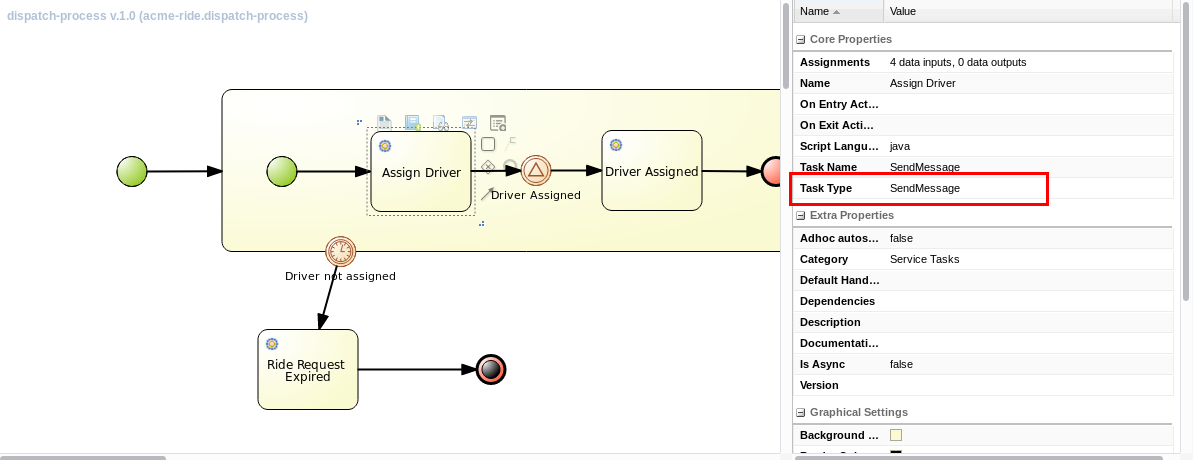 dispatch-process v.1.0 (acme-ride.dispatch-process)
Assign Driver
Driver Assigned
Driver Assigned
Driver not assigned
Ride Request
Expired
Name Value
Core Properties
Assignments 4 data inputs, 0 data outputs
Name Assign Driver
On Entry Act...
On Exit Acti...
Script Langu... java
Task Name SendMessage
Task Type SendMessage
Extra Properties
Adhoc autos... false
Category Service Tasks
Default Hand...
Dependencies
Description
Documentati...
Is Async false
Version
Graphical Settings
Background ...